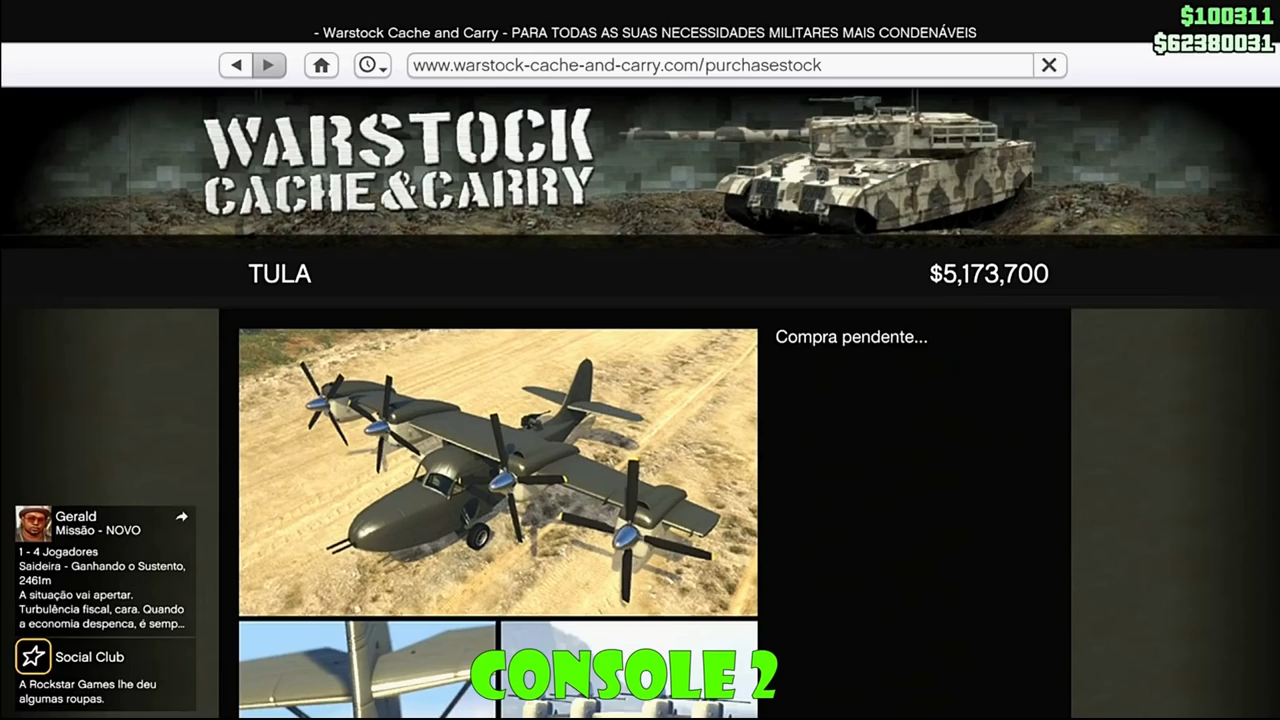 $100311
- Warstock Cache and Carry - PARA TODAS AS SUAS NECESSIDADES MILITARES MAIS CONDENÁVEIS
$62380031
www.warstock-cache-and-carry.com/purchasestock
WARSTOCK
CACHE&CARRY
TULA
$5,173,700
Compra pendente...
Gerald
Missão - NOVO
1 - 4 Jogadores
Saideira - Ganhando o Sustento,
2461m
A situação vai apertar.
Turbulência fiscal, cara. Quando
a economia despenca, é semp...
Social Club
A Rockstar Games lhe deu
algumas roupas.
CONSOLE 2